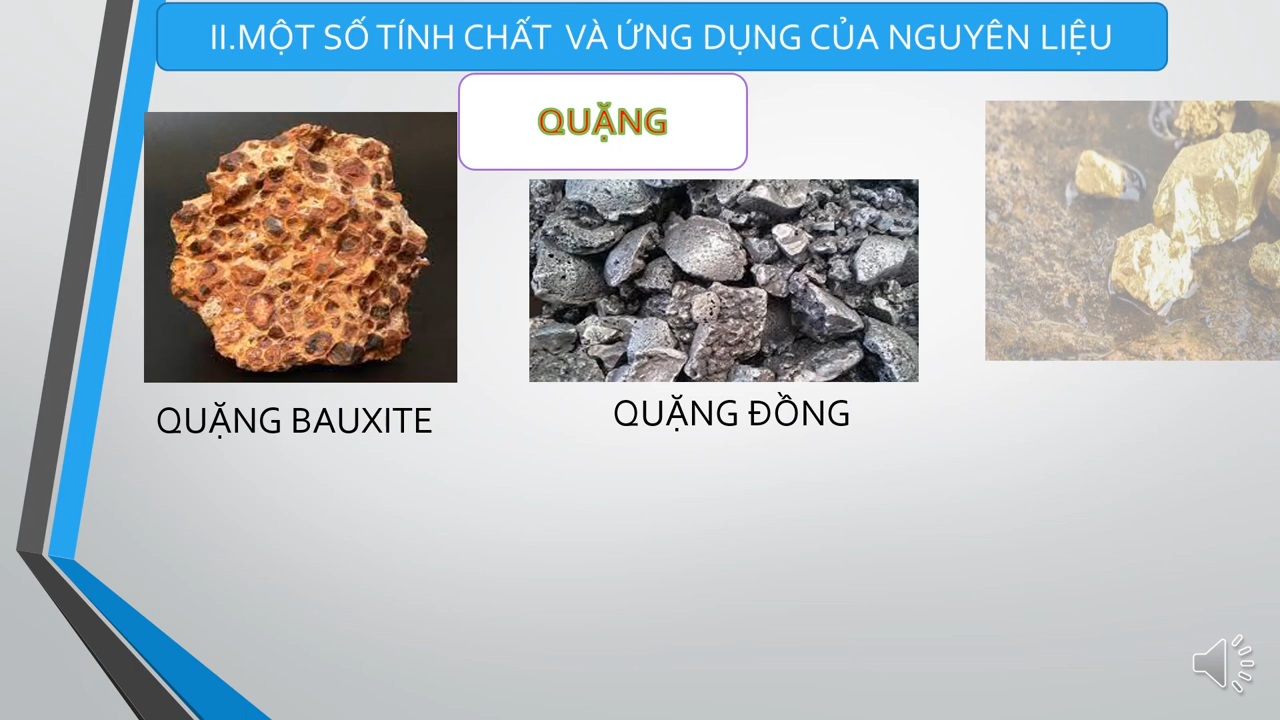 II.MỘT SỐ TÍNH CHẤT VÀ ỨNG DỤNG CỦA NGUYÊN LIỆU
QUẶNG
QUẶNG BAUXITE
QUẶNG ĐỒNG